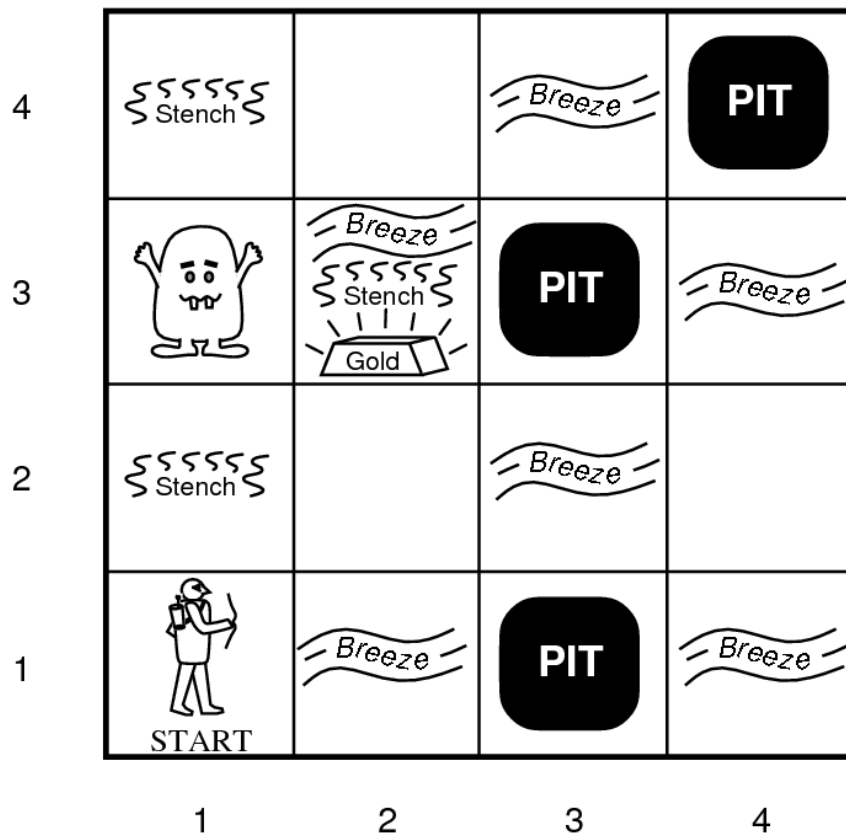 4
Stench
Breeze
PIT
3
Breeze
Stench
Gold
PIT
Breeze
2
Stench
Breeze
1
START
Breeze
PIT
Breeze
1 2 3 4